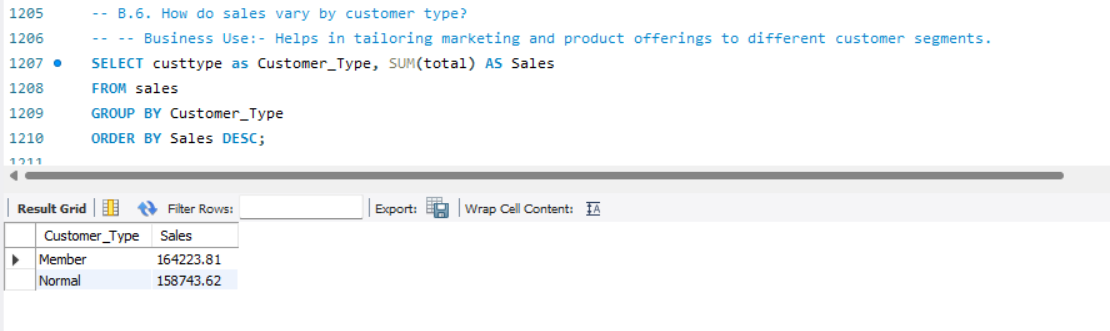 1205 -- B.6. How do sales vary by customer type?
1206 -- -- Business Use:- Helps in tailoring marketing and product offerings to different customer segments.
1207 SELECT custtype as Customer_Type, SUM(total) AS Sales
1208 FROM sales
1209 GROUP BY Customer_Type
1210 ORDER BY Sales DESC;
1211
Result Grid Filter Rows: Export: Wrap Cell Content: IA
Customer_Type Sales
Member 164223.81
Normal 158743.62